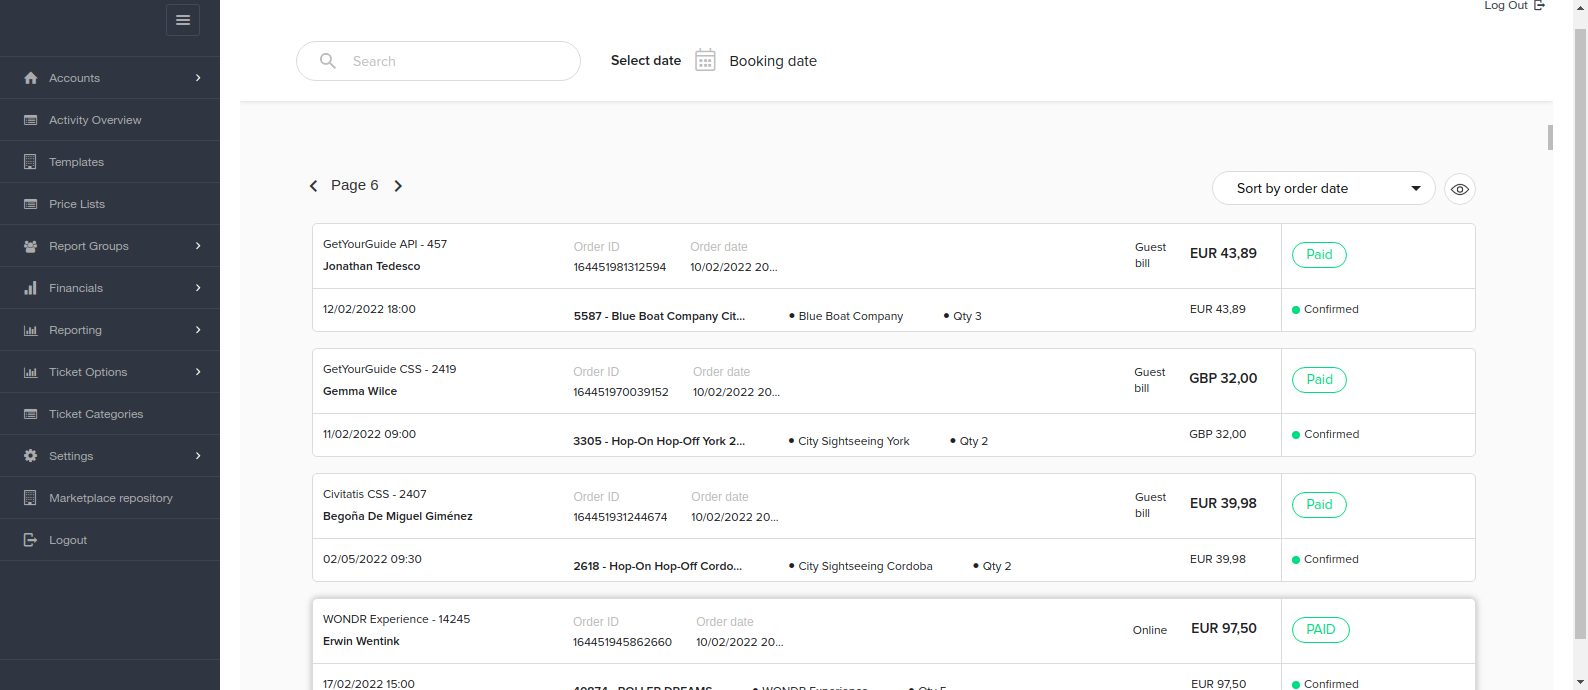 Log Out
Search
Select date
Booking date
Accounts
Activity Overview
Templates
Price Lists
Report Groups
Financials
Reporting
Ticket Options
Ticket Categories
Settings
Marketplace repository
Logout
Page 6
Sort by order date
GetYourGuide API - 457
Jonathan Tedesco
Order ID
164451981312594
Order date
10/02/2022 20...
Guest
bill
EUR 43,89
Paid
12/02/2022 18:00
5587 - Blue Boat Company Cit...
• Blue Boat Company
• Qty 3
EUR 43,89
Confirmed
GetYourGuide CSS - 2419
Gemma Wilce
Order ID
164451970039152
Order date
10/02/2022 20...
Guest
bill
GBP 32,00
Paid
11/02/2022 09:00
3305 - Hop-On Hop-Off York 2...
• City Sightseeing York
• Qty 2
GBP 32,00
Confirmed
Civitatis CSS - 2407
Begoña De Miguel Giménez
Order ID
164451931244674
Order date
10/02/2022 20...
Guest
bill
EUR 39,98
Paid
02/05/2022 09:30
2618 - Hop-On Hop-Off Cordo...
• City Sightseeing Cordoba
• Qty 2
EUR 39,98
Confirmed
WONDR Experience - 14245
Erwin Wentink
Order ID
164451945862660
Order date
10/02/2022 20...
Online
EUR 97,50
PAID
17/02/2022 15:00
ROLLER DREAMS
• WONDR Experience
• Qty 5
EUR 97,50
Confirmed